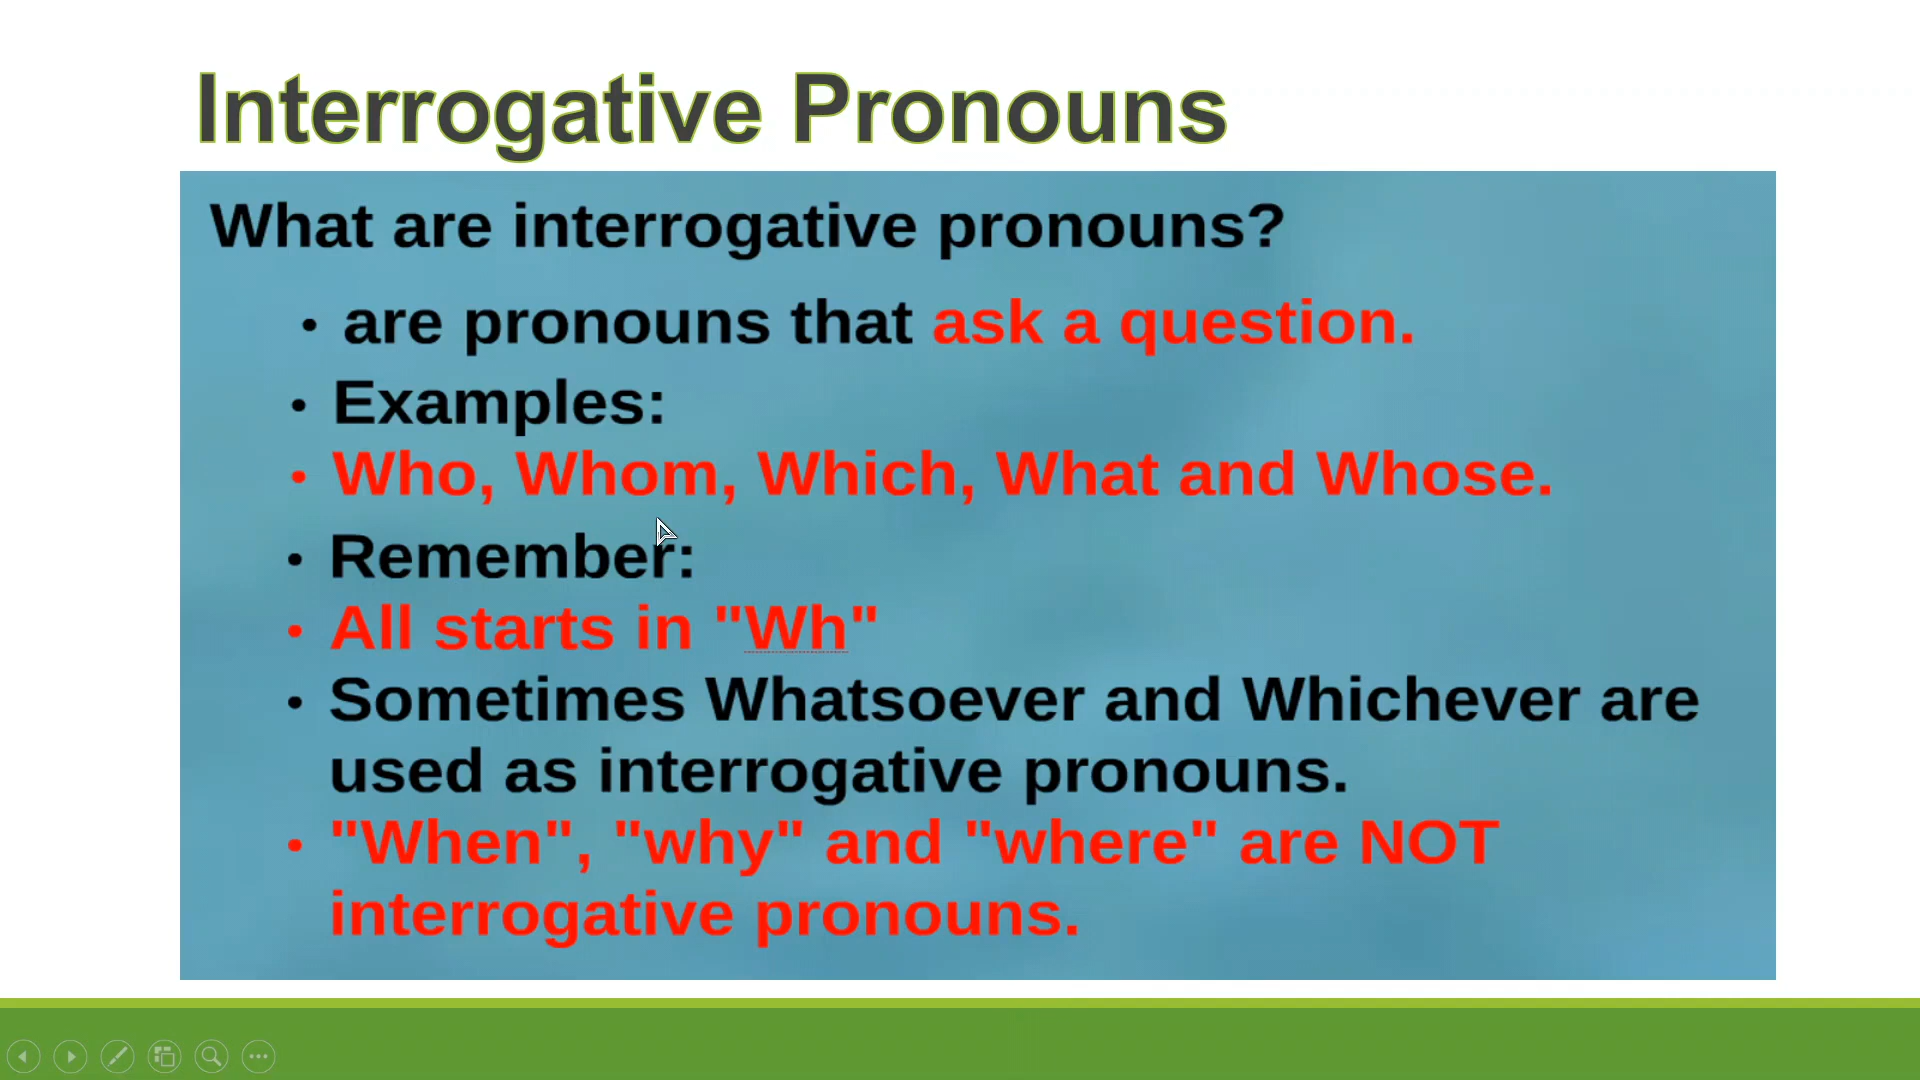 Interrogative Pronouns
What are interrogative pronouns?
• are pronouns that ask a question.
• Examples:
• Who, Whom, Which, What and Whose.
• Remember:
• All starts in "Wh"
• Sometimes Whatsoever and Whichever are
used as interrogative pronouns.
• "When", "why" and "where" are NOT
interrogative pronouns.